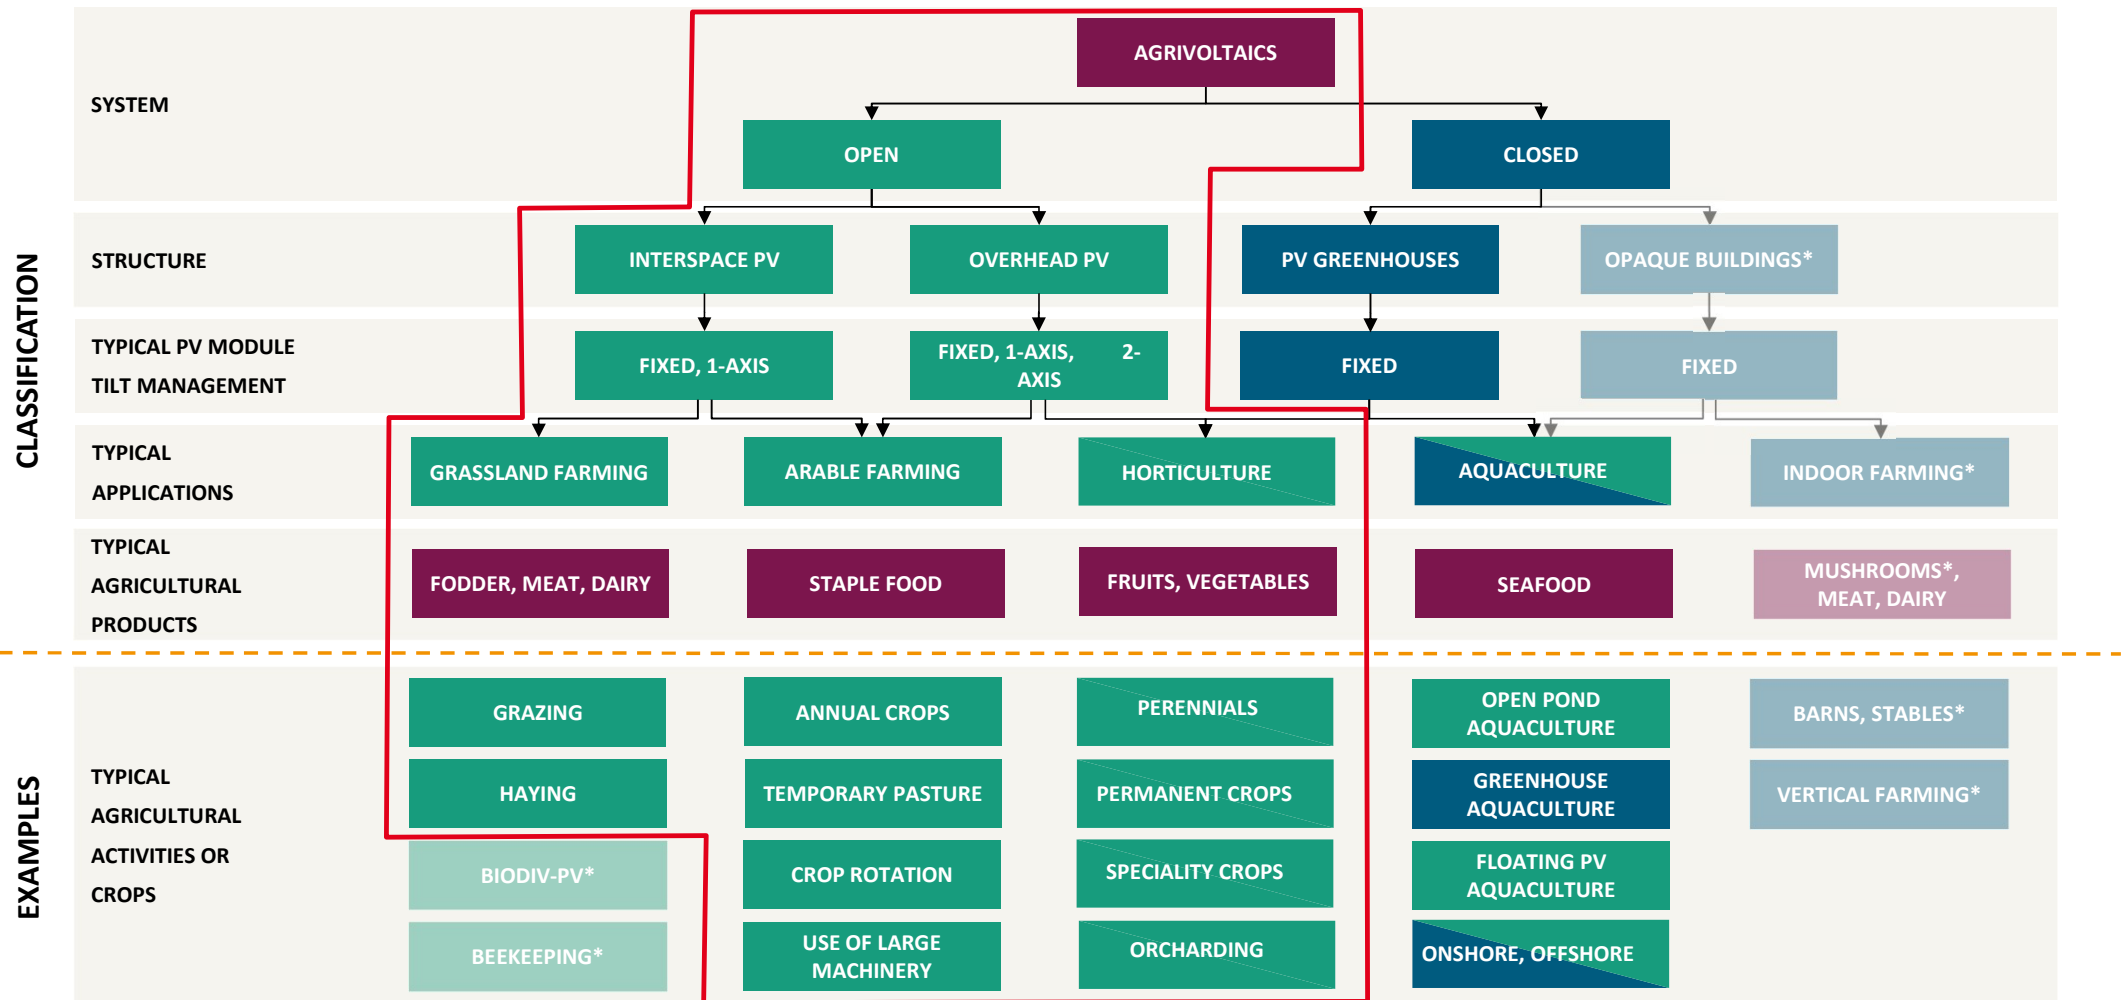 AGRIVOLTAICS
SYSTEM
OPEN
CLOSED
CLASSIFICATION
STRUCTURE
INTERSPACE PV
OVERHEAD PV
PV GREENHOUSES
OPAQUE BUILDINGS*
TYPICAL PV MODULE
TILT MANAGEMENT
FIXED, 1-AXIS
FIXED, 1-AXIS, 2-
AXIS
FIXED
FIXED
TYPICAL
APPLICATIONS
GRASSLAND FARMING
ARABLE FARMING
HORTICULTURE
AQUACULTURE
INDOOR FARMING*
TYPICAL
AGRICULTURAL
PRODUCTS
FODDER, MEAT, DAIRY
STAPLE FOOD
FRUITS, VEGETABLES
SEAFOOD
MUSHROOMS*,
MEAT, DAIRY
EXAMPLES
TYPICAL
AGRICULTURAL
ACTIVITIES OR
CROPS
GRAZING
ANNUAL CROPS
PERENNIALS
OPEN POND
AQUACULTURE
BARNS, STABLES*
HAYING
TEMPORARY PASTURE
PERMANENT CROPS
GREENHOUSE
AQUACULTURE
VERTICAL FARMING*
BIODIV-PV*
CROP ROTATION
SPECIALITY CROPS
FLOATING PV
AQUACULTURE
BEEKEEPING*
USE OF LARGE
MACHINERY
ORCHARDING
ONSHORE, OFFSHORE